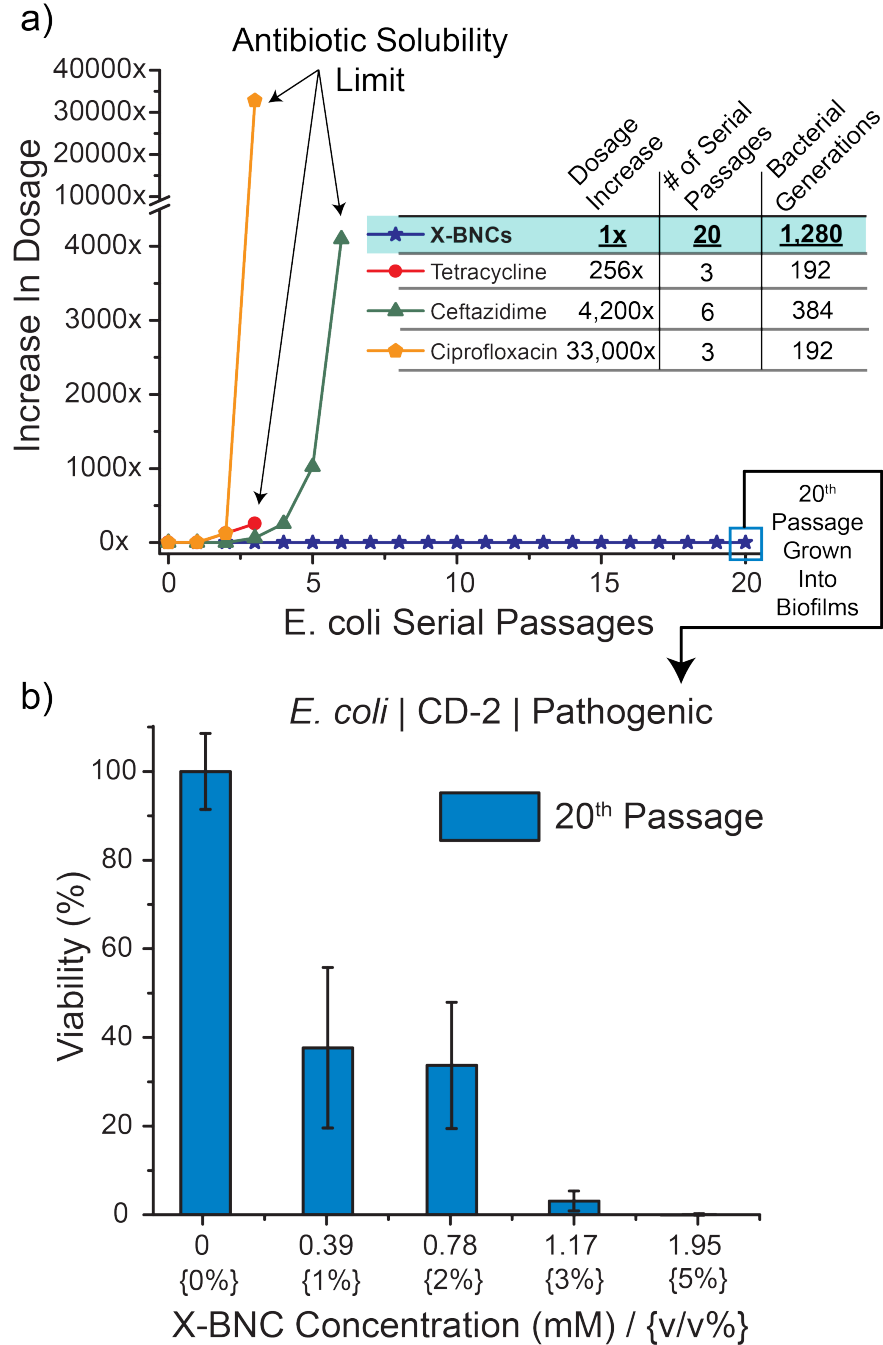 a)
Antibiotic Solubility
Limit
40000x
30000x
20000x
10000x
4000x
3000x
2000x
1000x
0x
Increase In Dosage
Dosage
Increase
# of Serial
Passages
Bacterial
Generations
X-BNCs 1x 20 1,280
Tetracycline 256x 3 192
Ceftazidime 4,200x 6 384
Ciprofloxacin 33,000x 3 192
0 5 10 15 20
E. coli Serial Passages
20th
Passage
Grown
Into
Biofilms
b)
E. coli | CD-2 | Pathogenic
20th Passage
100
80
60
40
20
0
Viability (%)
0 0.39 0.78 1.17 1.95
{0%} {1%} {2%} {3%} {5%}
X-BNC Concentration (mM) / {v/v%}